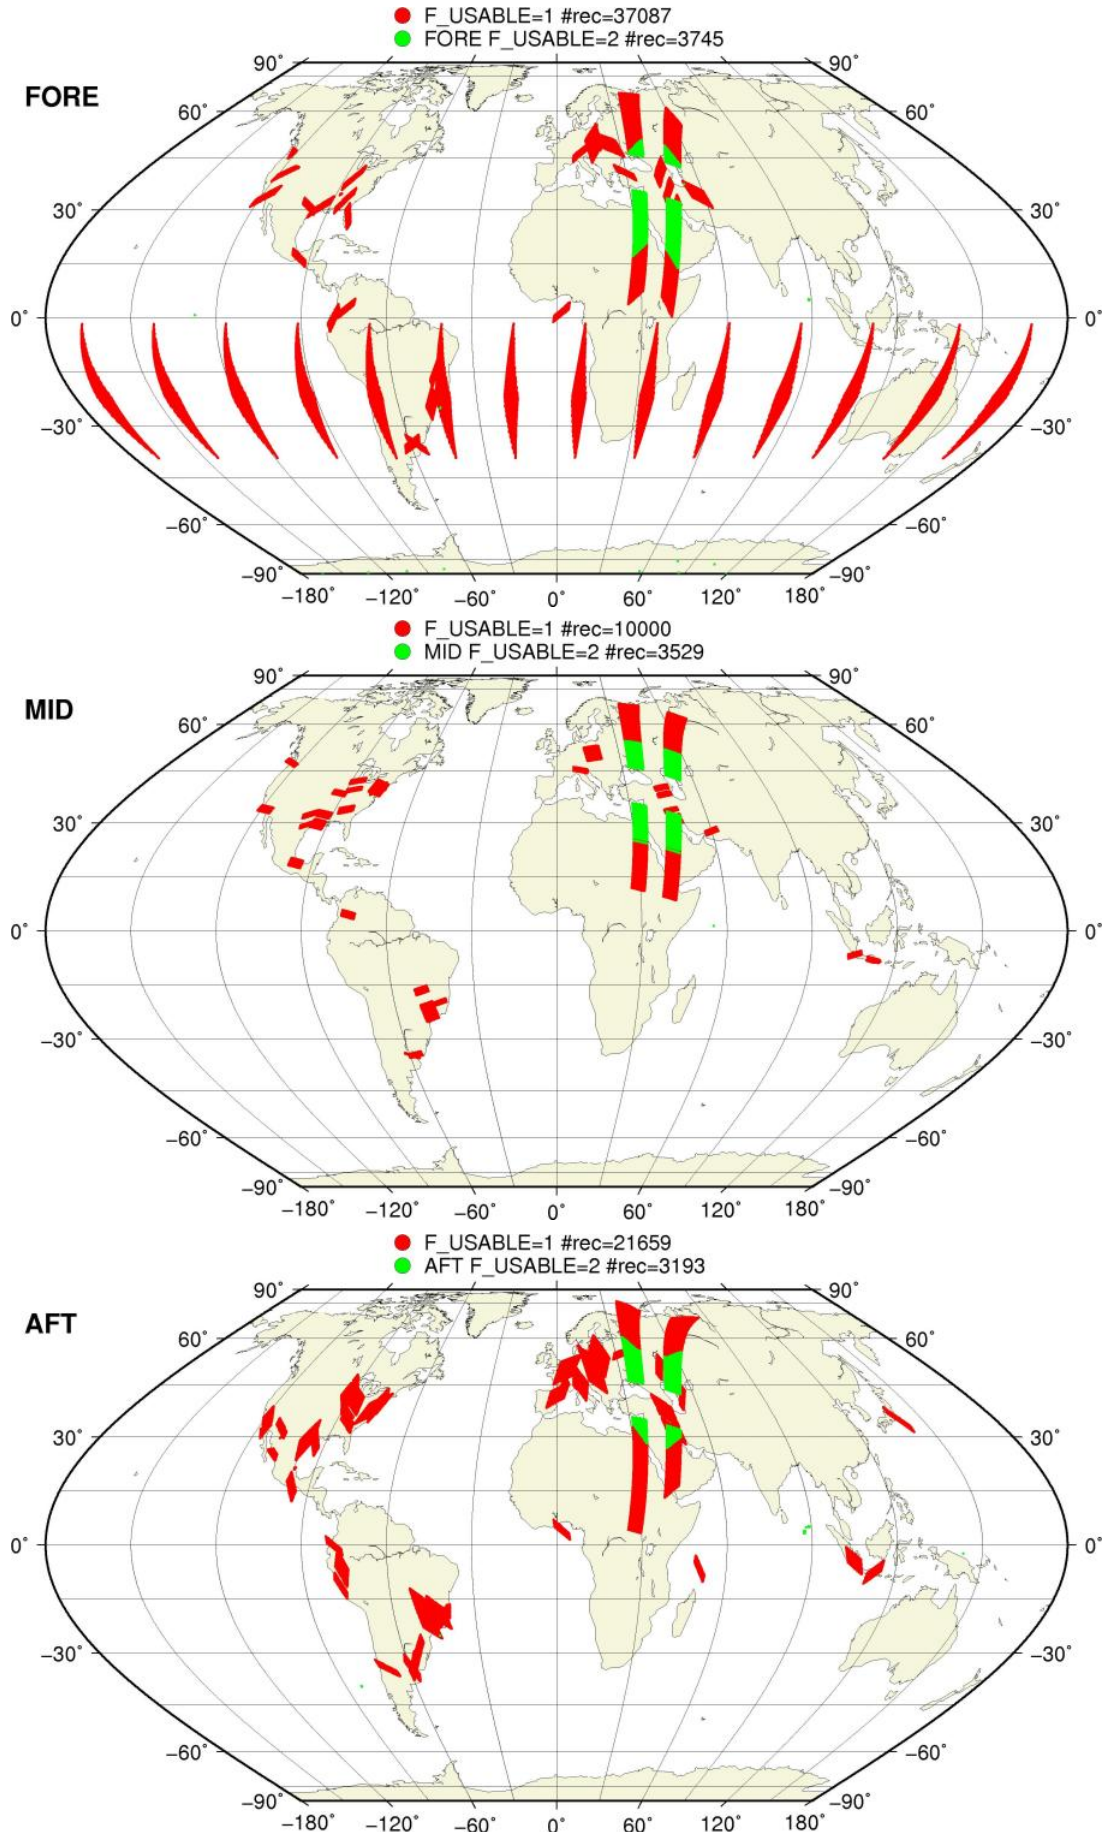 F_USABLE=1 #rec=37087
FORE F_USABLE=2 #rec=3745
90° 90°
FORE
60° 60°
30° 30°
0° 0°
−30° −30°
−60° −60°
−90° −90°
−180° −120° −60° 0° 60° 120° 180°
F_USABLE=1 #rec=10000
MID F_USABLE=2 #rec=3529
90° 90°
MID
60° 60°
30° 30°
0° 0°
−30° −30°
−60° −60°
−90° −90°
−180° −120° −60° 0° 60° 120° 180°
F_USABLE=1 #rec=21659
AFT F_USABLE=2 #rec=3193
90° 90°
AFT
60° 60°
30° 30°
0° 0°
−30° −30°
−60° −60°
−90° −90°
−180° −120° −60° 0° 60° 120° 180°